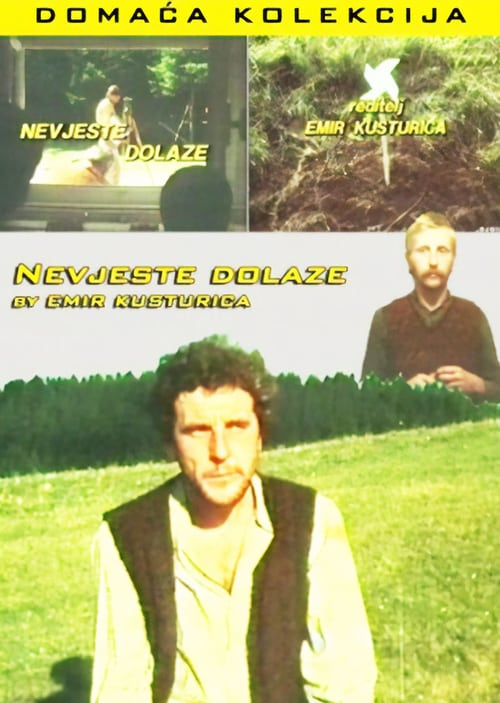 DOMAĆA KOLEKCIJA
NEVJESTE
DOLAZE
reditelj
EMIR KUSTURICA
NEVJESTE DOLAZE
BY EMIR KUSTURICA